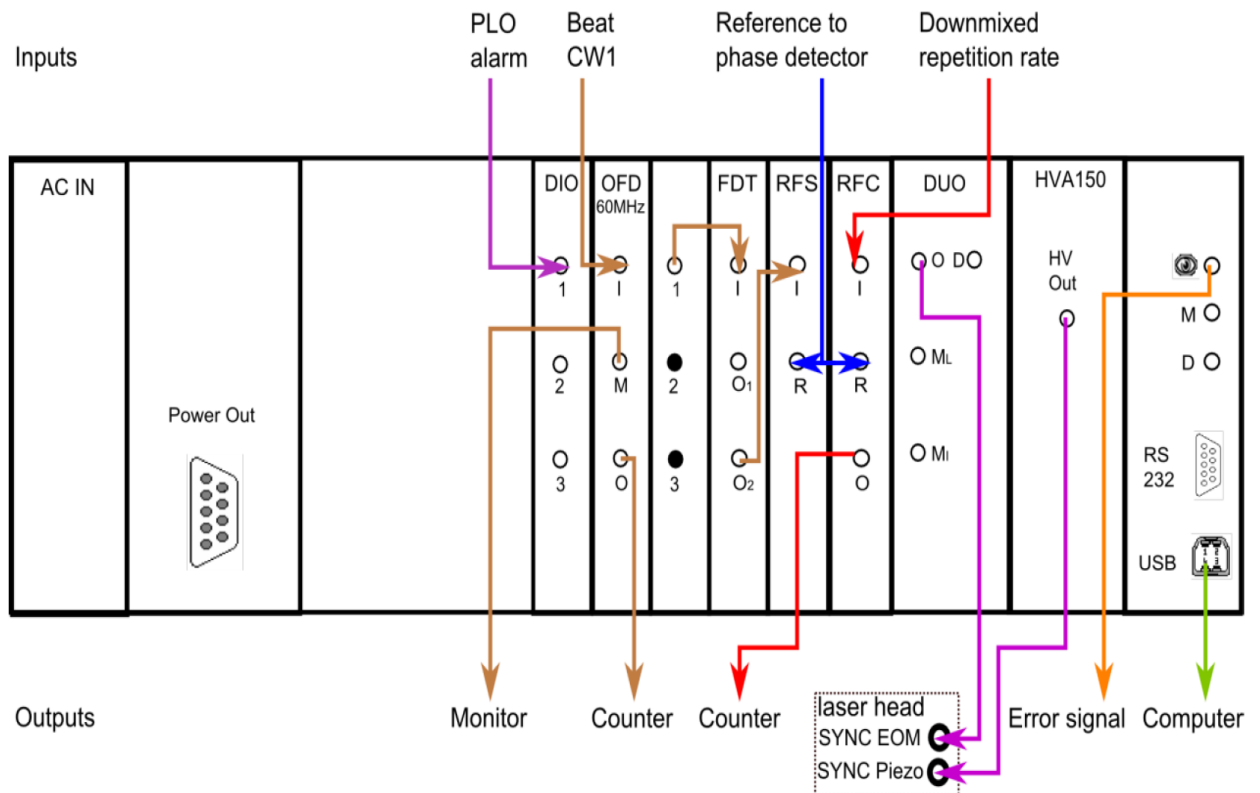 Inputs
PLO
alarm
Beat
CW1
Reference to
phase detector
Downmixed
repetition rate
AC IN
Power Out
DIO
1
2
3
OFD
60MHz
I
M
O
1
2
3
FDT
I
O1
O2
RFS
I
R
RFC
I
R
O
DUO
O
D
ML
MI
HVA150
HV
Out
M
D
RS
232
USB
Outputs
Monitor
Counter
Counter
laser head
SYNC EOM
SYNC Piezo
Error signal
Computer